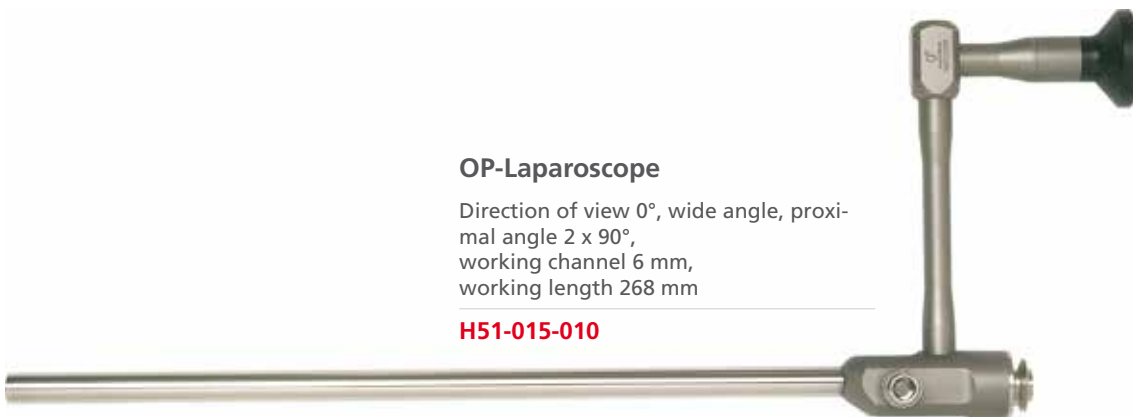 OP-Laparoscope
Direction of view 0°, wide angle, proxi-
mal angle 2 x 90°,
working channel 6 mm,
working length 268 mm
H51-015-010
0°